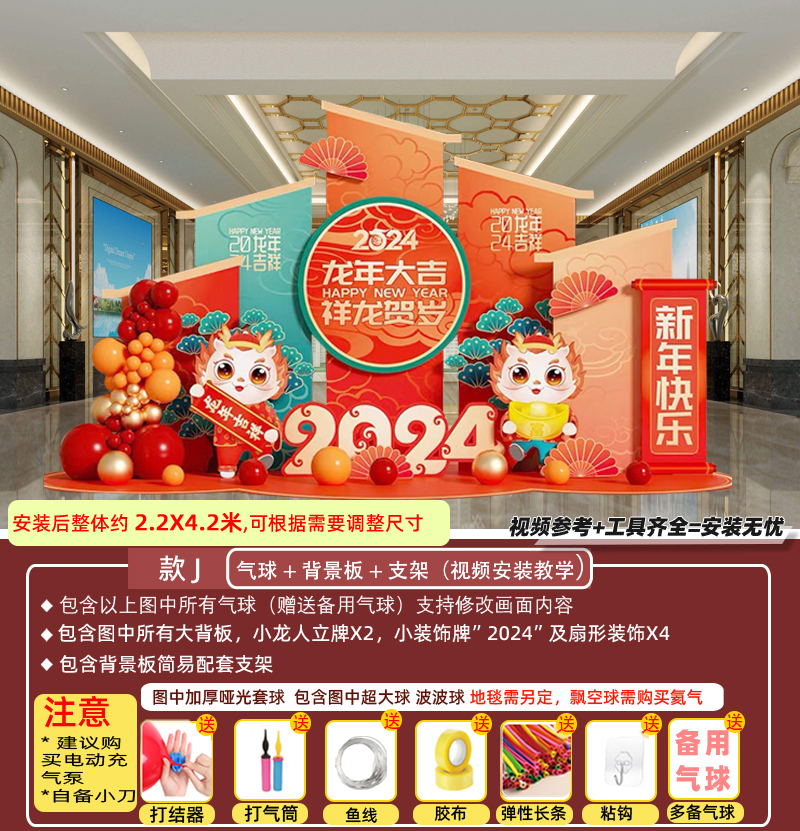 HAPPY NEW YEAR
20龙年
24吉祥
2024
龙年大吉
HAPPY NEW YEAR
祥龙贺岁
HAPPY NEW YEAR
20龙年
24吉祥
新年快乐
龙年吉祥
2024
安装后整体约 2.2X4.2米,可根据需要调整尺寸
视频参考+工具齐全=安装无忧
款J 气球+背景板+支架（视频安装教学）
◆ 包含以上图中所有气球（赠送备用气球）支持修改画面内容
◆ 包含图中所有大背板，小龙人立牌X2，小装饰牌”2024”及扇形装饰X4
◆ 包含背景板简易配套支架
图中加厚哑光套球 包含图中超大球 波波球 地毯需另定，飘空球需购买氦气
注意
* 建议购
买电动充
气泵
*自备小刀
送
打结器
送
打气筒
送
鱼线
送
胶布
送
弹性长条
送
粘钩
送
备用
气球
多备气球